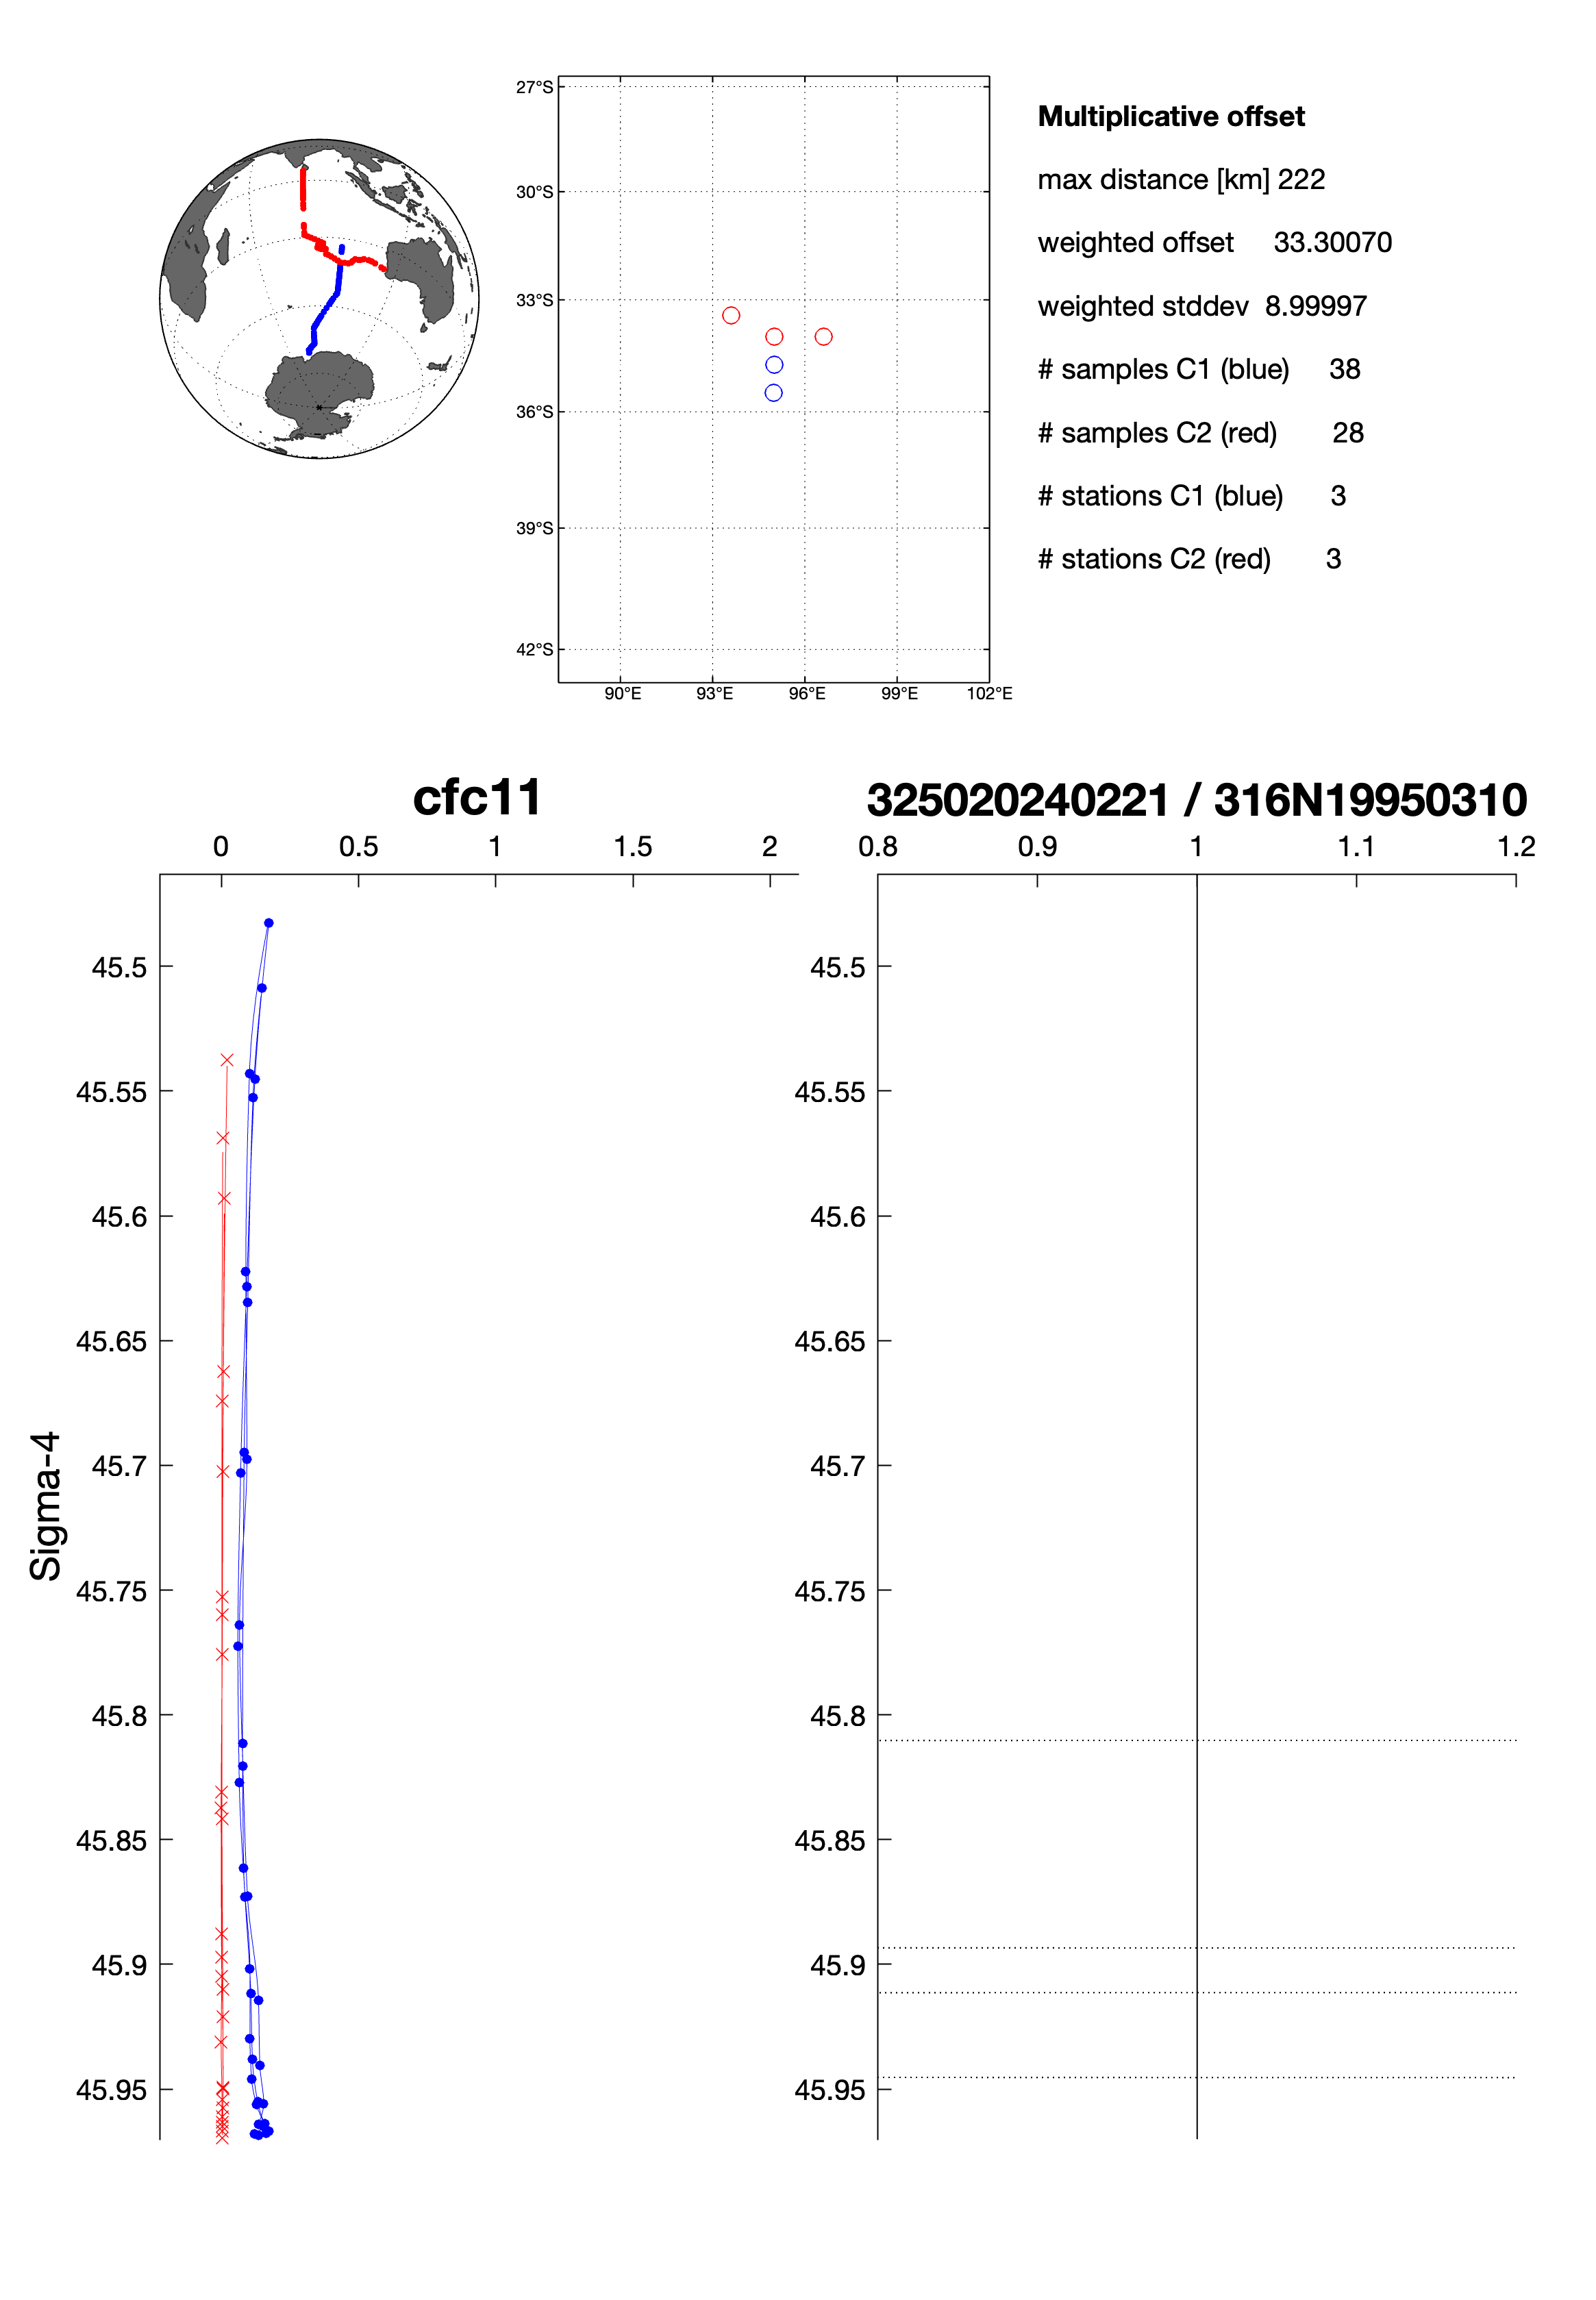 27°S
30°S
33°S
36°S
39°S
42°S
90°E 93°E 96°E 99°E 102°E
Multiplicative offset
max distance [km] 222
weighted offset 33.30070
weighted stddev 8.99997
# samples C1 (blue) 38
# samples C2 (red) 28
# stations C1 (blue) 3
# stations C2 (red) 3
cfc11
0 0.5 1 1.5 2
45.5
45.55
45.6
45.65
45.7
45.75
45.8
45.85
45.9
45.95
Sigma-4
325020240221 / 316N19950310
0.8 0.9 1 1.1 1.2
45.5
45.55
45.6
45.65
45.7
45.75
45.8
45.85
45.9
45.95